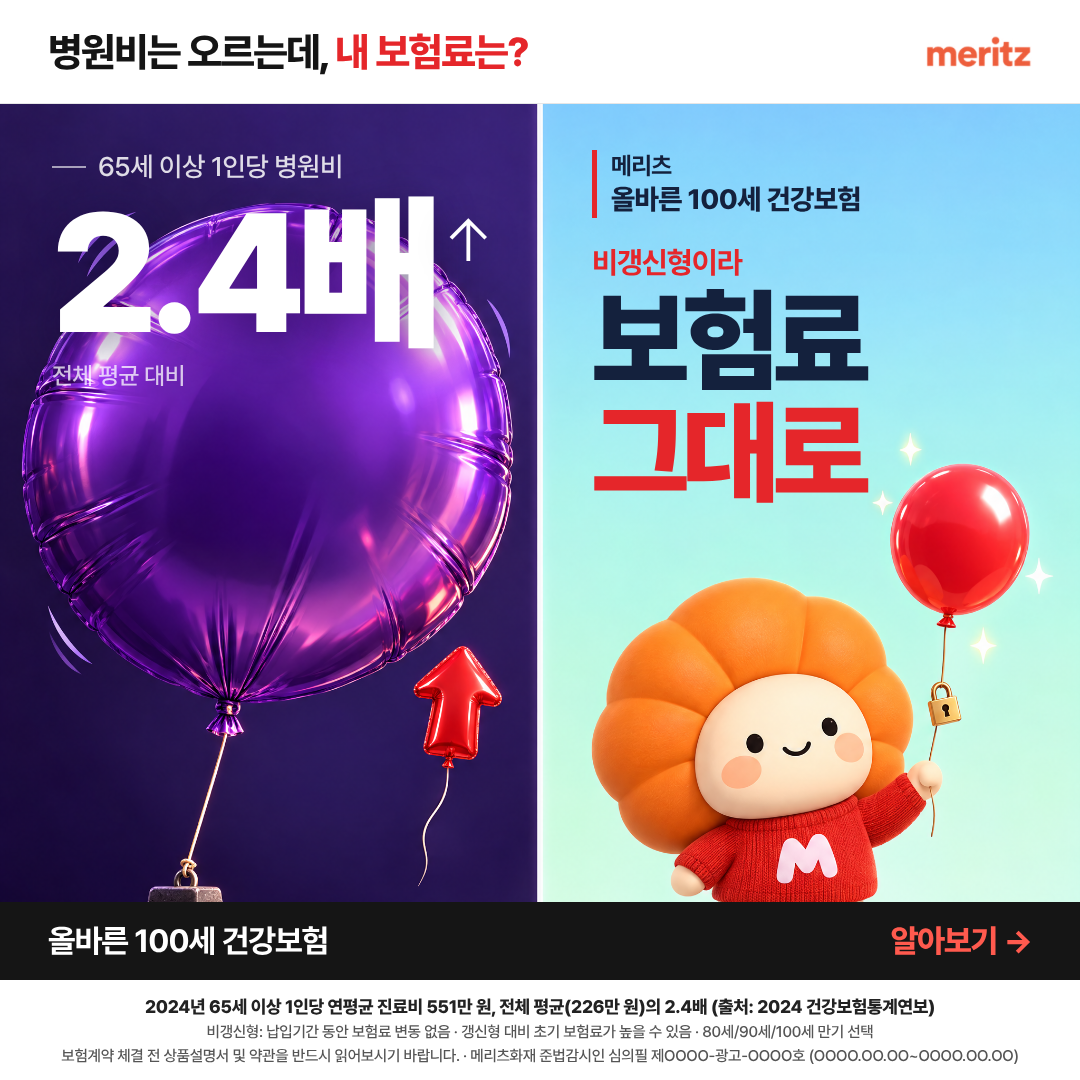 병원비는 오르는데, 내 보험료는?
meritz
65세 이상 1인당 병원비
2.4배↑
전체 평균 대비
메리츠
올바른 100세 건강보험
비갱신형이라
보험료
그대로
M
올바른 100세 건강보험
알아보기 →
2024년 65세 이상 1인당 연평균 진료비 551만 원, 전체 평균(226만 원)의 2.4배 (출처: 2024 건강보험통계연보)
비갱신형: 납입기간 동안 보험료 변동 없음 · 갱신형 대비 초기 보험료가 높을 수 있음 · 80세/90세/100세 만기 선택
보험계약 체결 전 상품설명서 및 약관을 반드시 읽어보시기 바랍니다. · 메리츠화재 준법감시인 심의필 제OOOO-광고-OOOO호 (OOOO.OO.OO~OOOO.OO.OO)